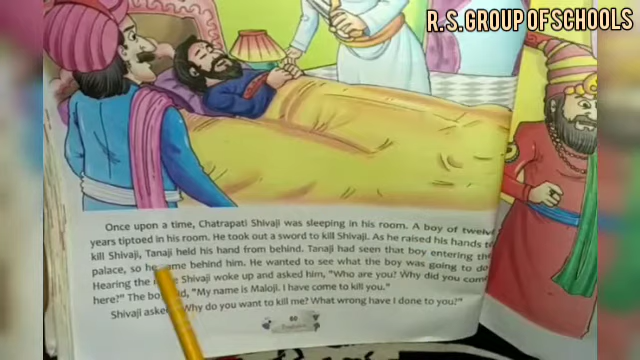 R.S.GROUP OFSCHOOLS
Once upon a time, Chatrapati Shivaji was sleeping in his room. A boy of twelve
years tiptoed in his room. He took out a sword to kill Shivaji. As he raised his hands to
kill Shivaji, Tanaji held his hand from behind. Tanaji had seen that boy entering the
palace, so he came behind him. He wanted to see what the boy was going to do.
Hearing the Shivaji woke up and asked him, "Who are you? Why did you come
here?" The boy "My name is Maloji. I have come to kill you."
Shivaji asked "Why do you want to kill me? What wrong have I done to you?"
60